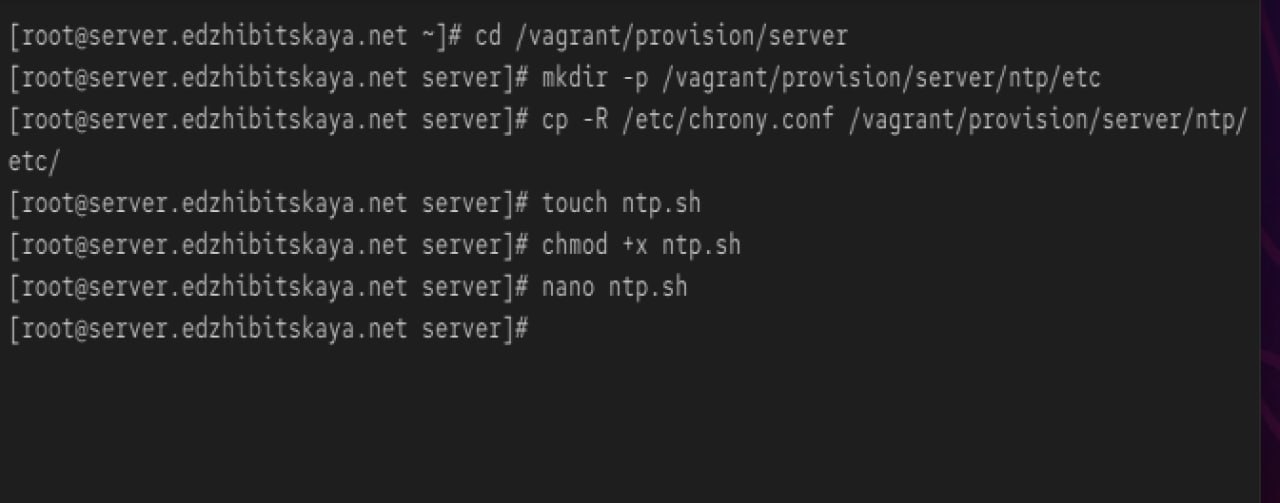 [root@server.edzhibitskaya.net ~]# cd /vagrant/provision/server
[root@server.edzhibitskaya.net server]# mkdir -p /vagrant/provision/server/ntp/etc
[root@server.edzhibitskaya.net server]# cp -R /etc/chrony.conf /vagrant/provision/server/ntp/
etc/
[root@server.edzhibitskaya.net server]# touch ntp.sh
[root@server.edzhibitskaya.net server]# chmod +x ntp.sh
[root@server.edzhibitskaya.net server]# nano ntp.sh
[root@server.edzhibitskaya.net server]#